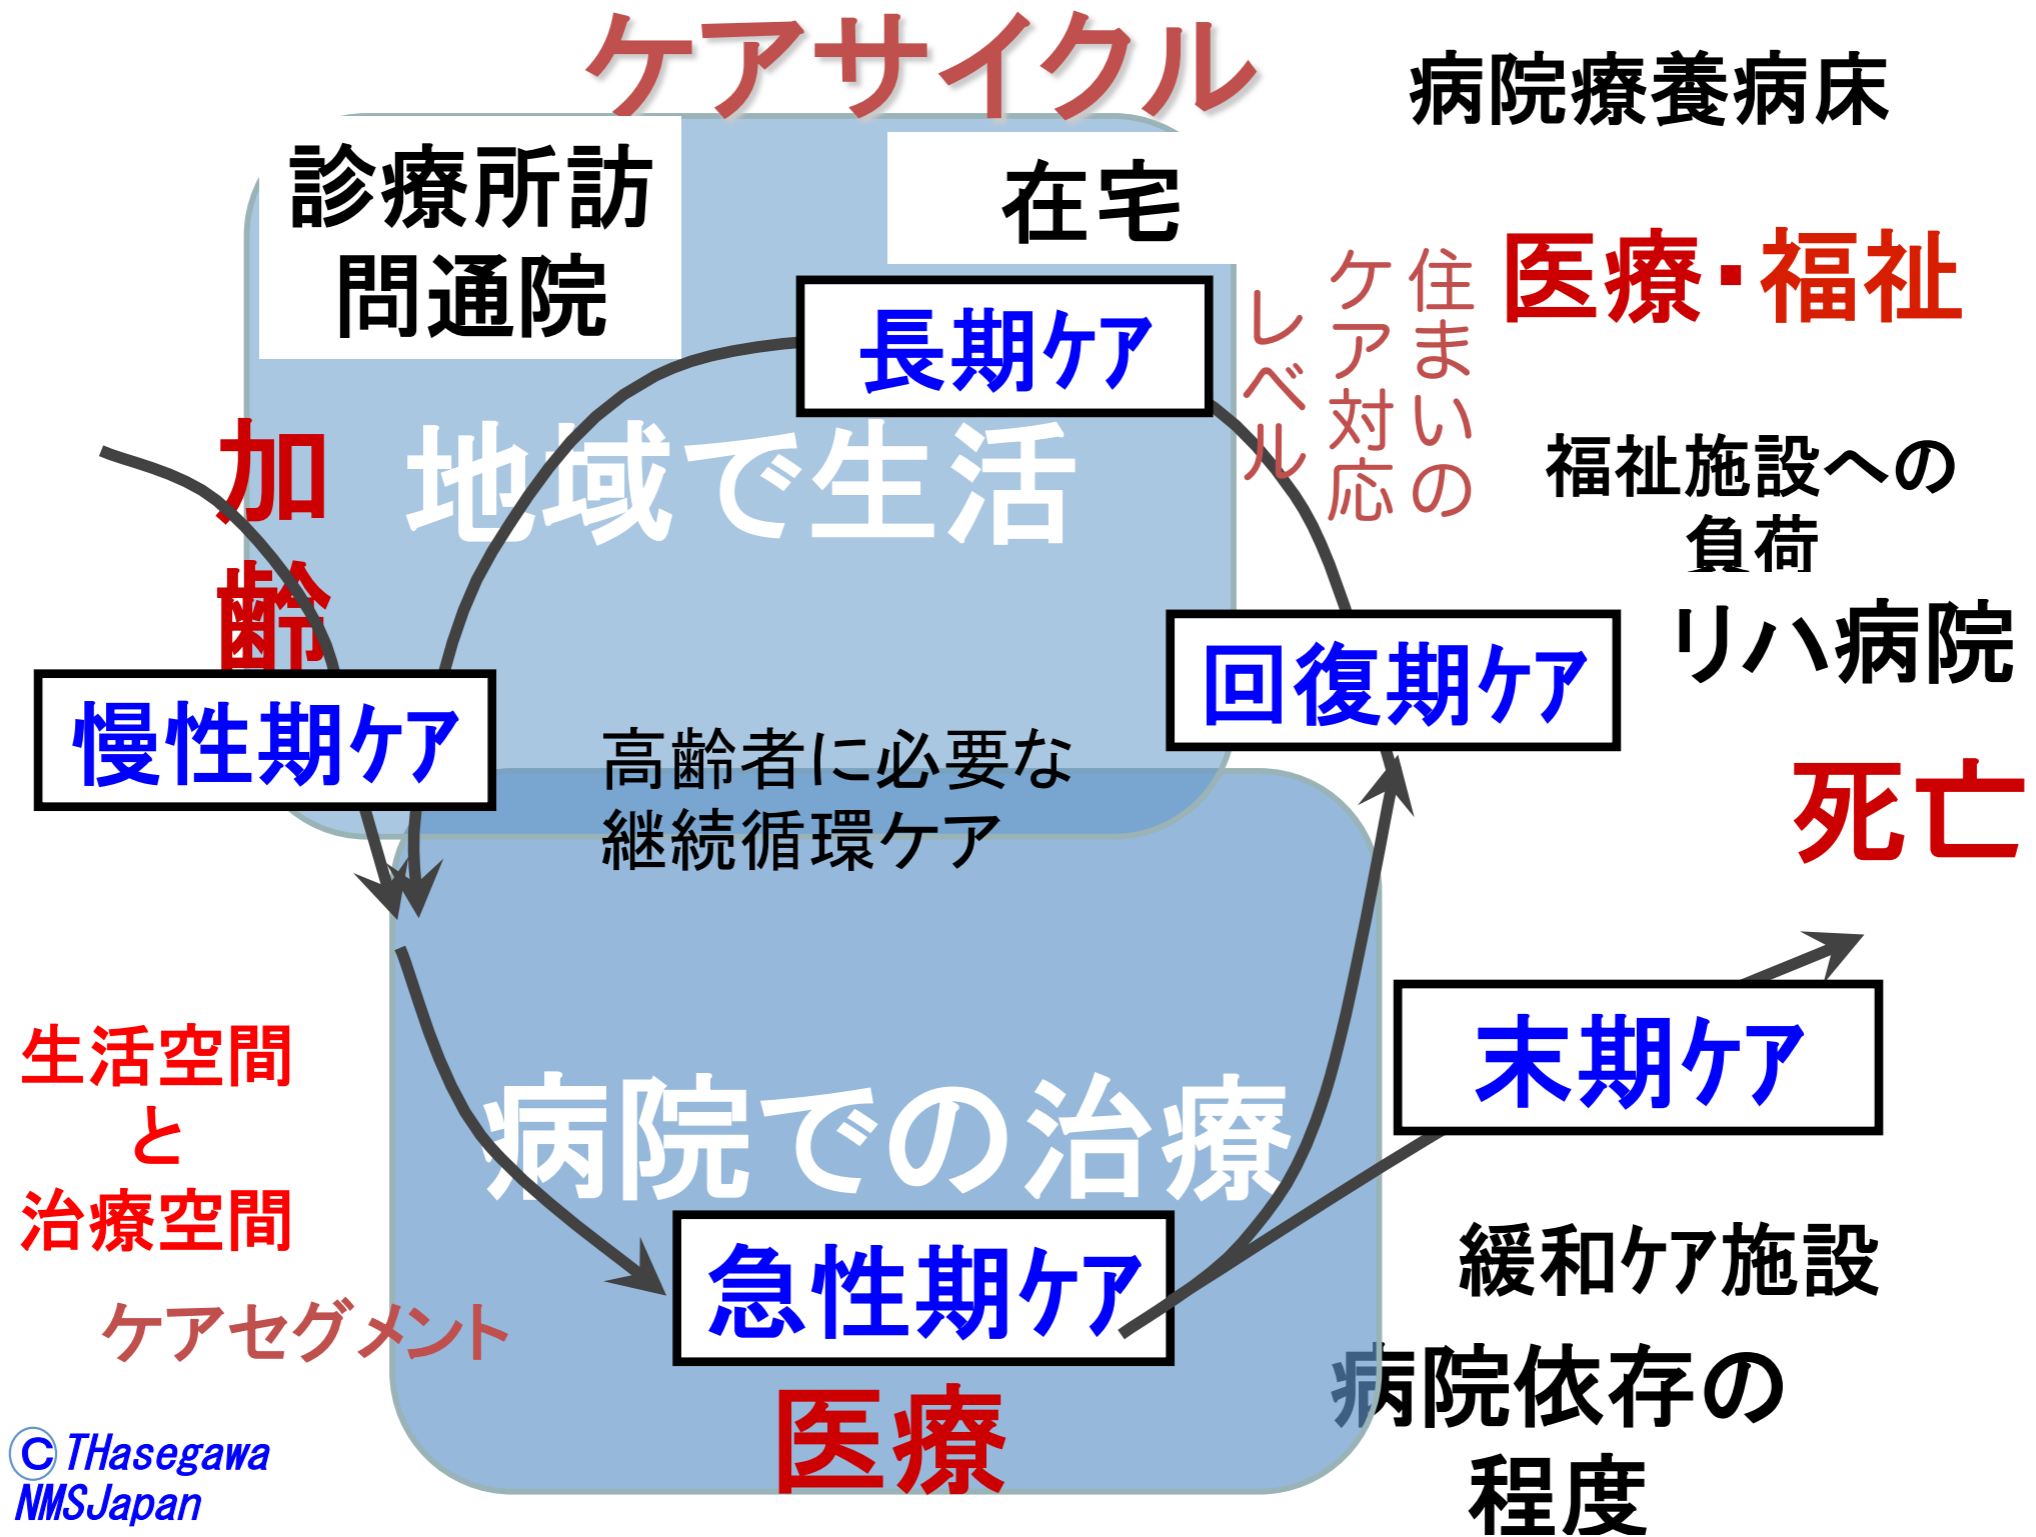 ケアサイクル
病院療養病床
診療所訪
問通院
在宅
医療・福祉
住まいの
ケア対応
レベル
長期ｹｱ
加
齢
地域で生活
福祉施設への
負荷
リハ病院
回復期ｹｱ
慢性期ｹｱ
高齢者に必要な
継続循環ケア
死亡
末期ｹｱ
生活空間
と
治療空間
病院での治療
急性期ｹｱ
緩和ｹｱ施設
ケアセグメント
病院依存の
程度
医療
©THasegawa
NMSJapan